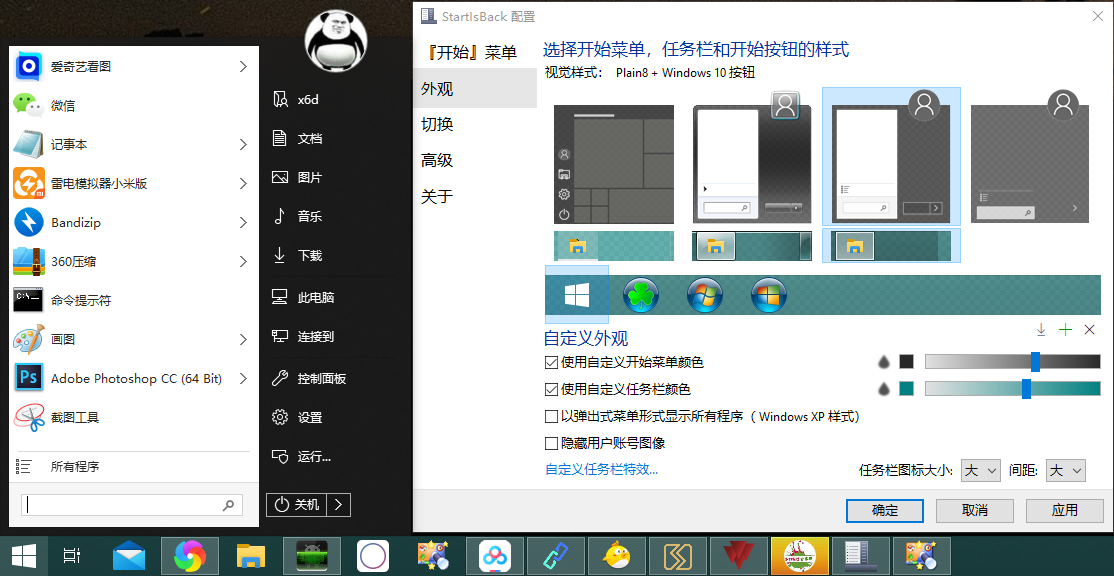 爱奇艺看图
微信
记事本
雷电模拟器小米版
Bandizip
360压缩
C:\_
命令提示符
画图
Ps
Adobe Photoshop CC (64 Bit)
截图工具
所有程序
x6d
文档
图片
音乐
下载
此电脑
连接到
控制面板
设置
运行...
关机
StartIsBack 配置
『开始』菜单
外观
切换
高级
关于
选择开始菜单，任务栏和开始按钮的样式
视觉样式： Plain8 + Windows 10 按钮
自定义外观
使用自定义开始菜单颜色
使用自定义任务栏颜色
以弹出式菜单形式显示所有程序（ Windows XP 样式）
隐藏用户账号图像
自定义任务栏特效...
任务栏图标大小: 大 间距: 大
确定 取消 应用